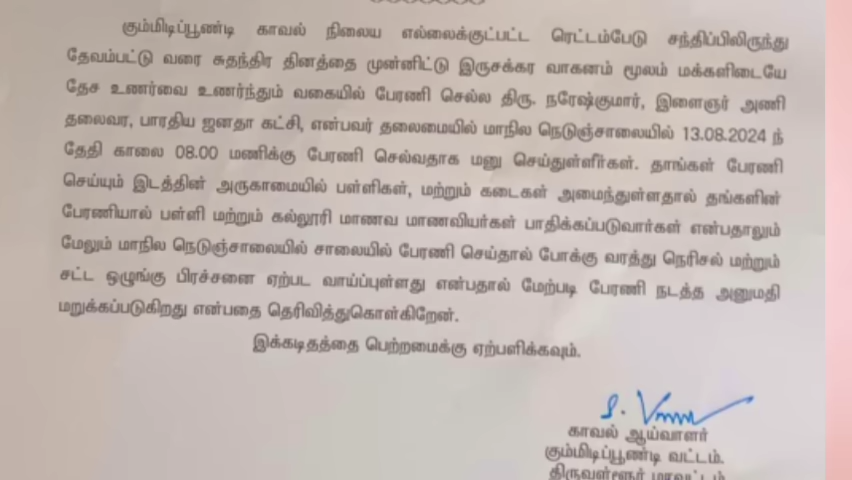 கும்மிடிப்பூண்டி காவல் நிலைய எல்லைக்குட்பட்ட ரெட்டம்பேடு சந்திப்பிலிருந்து
தேவம்பட்டு வரை சுதந்திர தினத்தை முன்னிட்டு இருசக்கர வாகனம் மூலம் மக்களிடையே
தேச உணர்வை உணர்ந்தும் வகையில் பேரணி செல்ல திரு. நரேஷ்குமார், இளைஞர் அணி
தலைவர், பாரதிய ஜனதா கட்சி, என்பவர் தலைமையில் மாநில நெடுஞ்சாலையில் 13.08.2024 ந்
தேதி காலை 08.00 மணிக்கு பேரணி செல்வதாக மனு செய்துள்ளீர்கள். தாங்கள் பேரணி
செய்யும் இடத்தின் அருகாமையில் பள்ளிகள், மற்றும் கடைகள் அமைந்துள்ளதால் தங்களின்
பேரணியால் பள்ளி மற்றும் கல்லூரி மாணவ மாணவியர்கள் பாதிக்கப்படுவார்கள் என்பதாலும்
மேலும் மாநில நெடுஞ்சாலையில் சாலையில் பேரணி செய்தால் போக்கு வரத்து நெரிசல் மற்றும்
சட்ட ஒழுங்கு பிரச்சனை ஏற்பட வாய்ப்புள்ளது என்பதால் மேற்படி பேரணி நடத்த அனுமதி
மறுக்கப்படுகிறது என்பதை தெரிவித்துகொள்கிறேன்.
இக்கடிதத்தை பெற்றமைக்கு ஏற்பளிக்கவும்.
காவல் ஆய்வாளர்
கும்மிடிப்பூண்டி வட்டம்.
திருவள்ளூர் மாவட்டம்